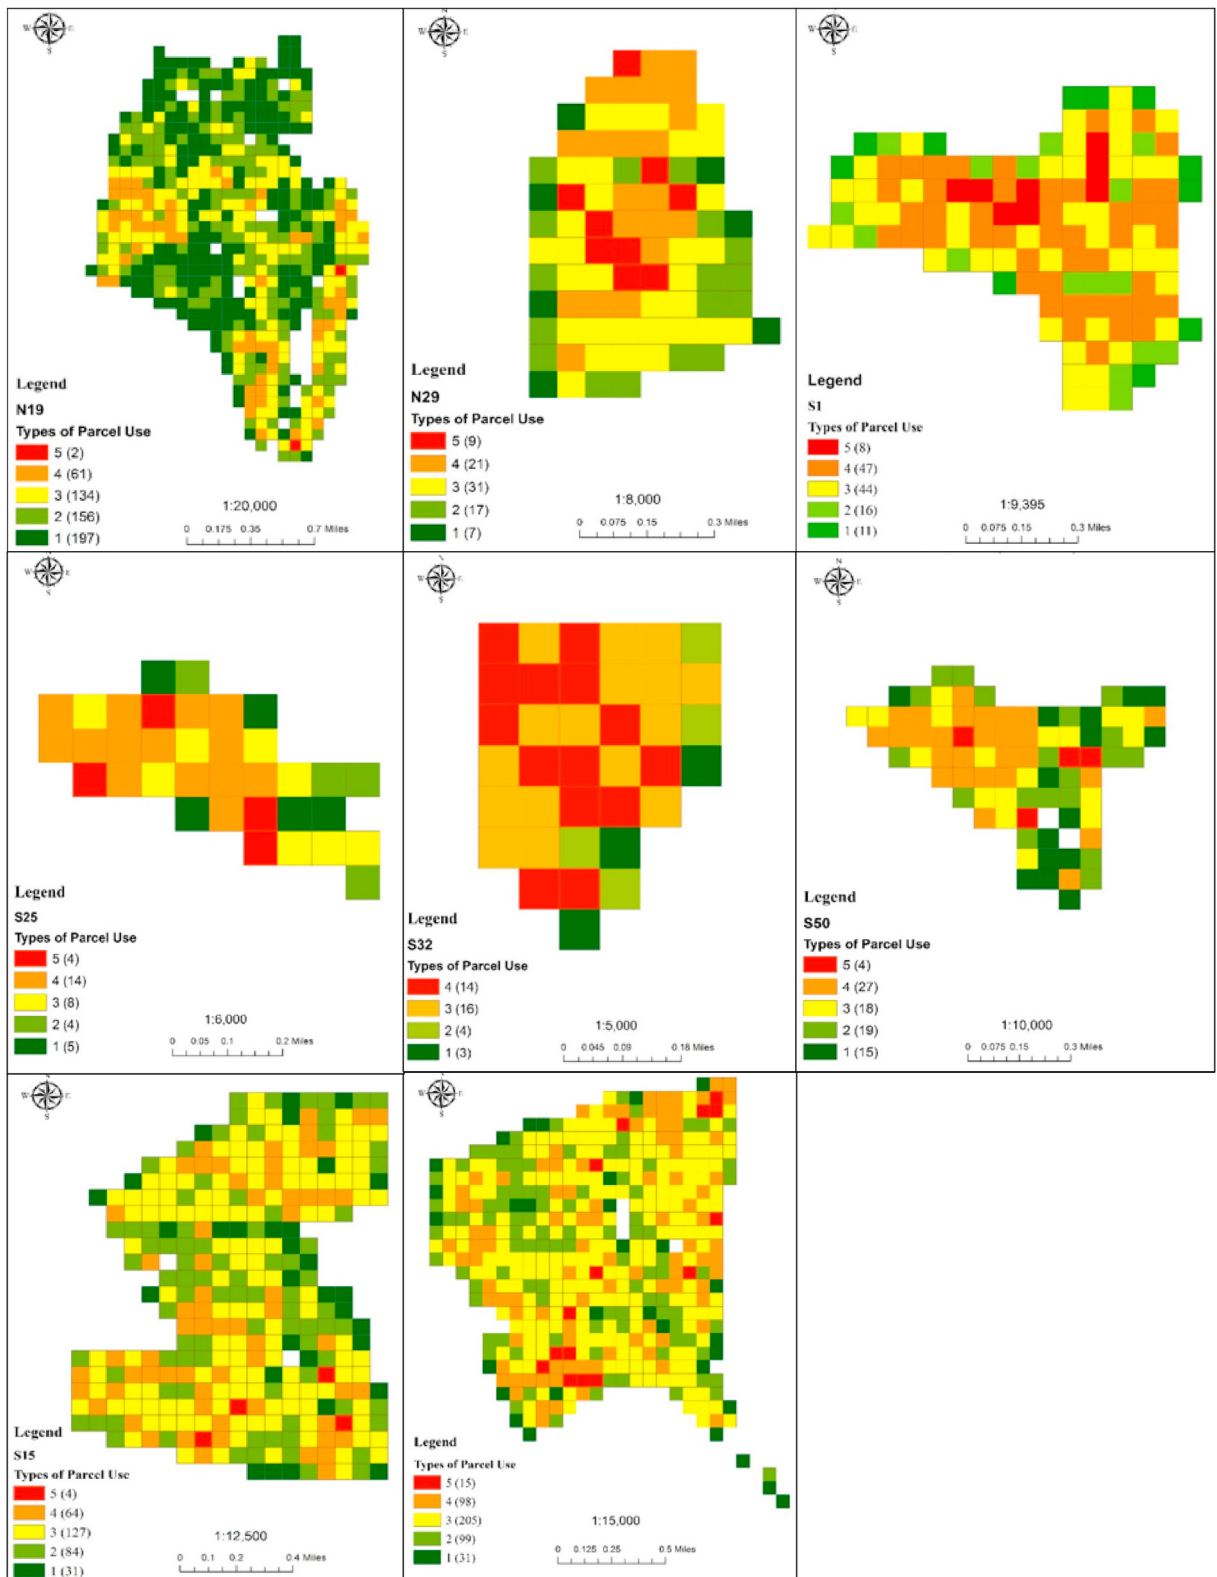 W E
S
Legend
N19
Types of Parcel Use
5 (2)
4 (61)
3 (134)
2 (156)
1 (197)
1:20,000
0 0.175 0.35 0.7 Miles
W E
S
Legend
N29
Types of Parcel Use
5 (9)
4 (21)
3 (31)
2 (17)
1 (7)
1:8,000
0 0.075 0.15 0.3 Miles
W E
S
Legend
S1
Types of Parcel Use
5 (8)
4 (47)
3 (44)
2 (16)
1 (11)
1:9,395
0 0.075 0.15 0.3 Miles
W E
S
Legend
S25
Types of Parcel Use
5 (4)
4 (14)
3 (8)
2 (4)
1 (5)
1:6,000
0 0.05 0.1 0.2 Miles
W E
S
Legend
S32
Types of Parcel Use
4 (14)
3 (16)
2 (4)
1 (3)
1:5,000
0 0.045 0.09 0.18 Miles
N
W E
S
Legend
S50
Types of Parcel Use
5 (4)
4 (27)
3 (18)
2 (19)
1 (15)
1:10,000
0 0.075 0.15 0.3 Miles
W E
S
Legend
S15
Types of Parcel Use
5 (4)
4 (64)
3 (127)
2 (84)
1 (31)
1:12,500
0 0.1 0.2 0.4 Miles
W E
S
Legend
Types of Parcel Use
5 (15)
4 (98)
3 (205)
2 (99)
1 (31)
1:15,000
0 0.125 0.25 0.5 Miles